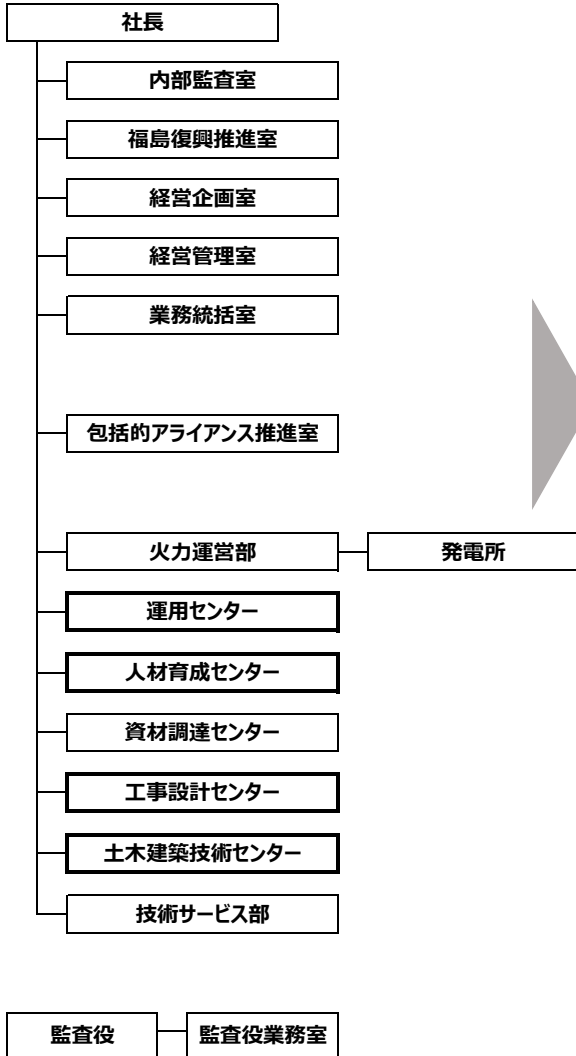 社長
内部監査室
福島復興推進室
経営企画室
経営管理室
業務統括室
包括的アライアンス推進室
火力運営部
発電所
運用センター
人材育成センター
資材調達センター
工事設計センター
土木建築技術センター
技術サービス部
監査役
監査役業務室